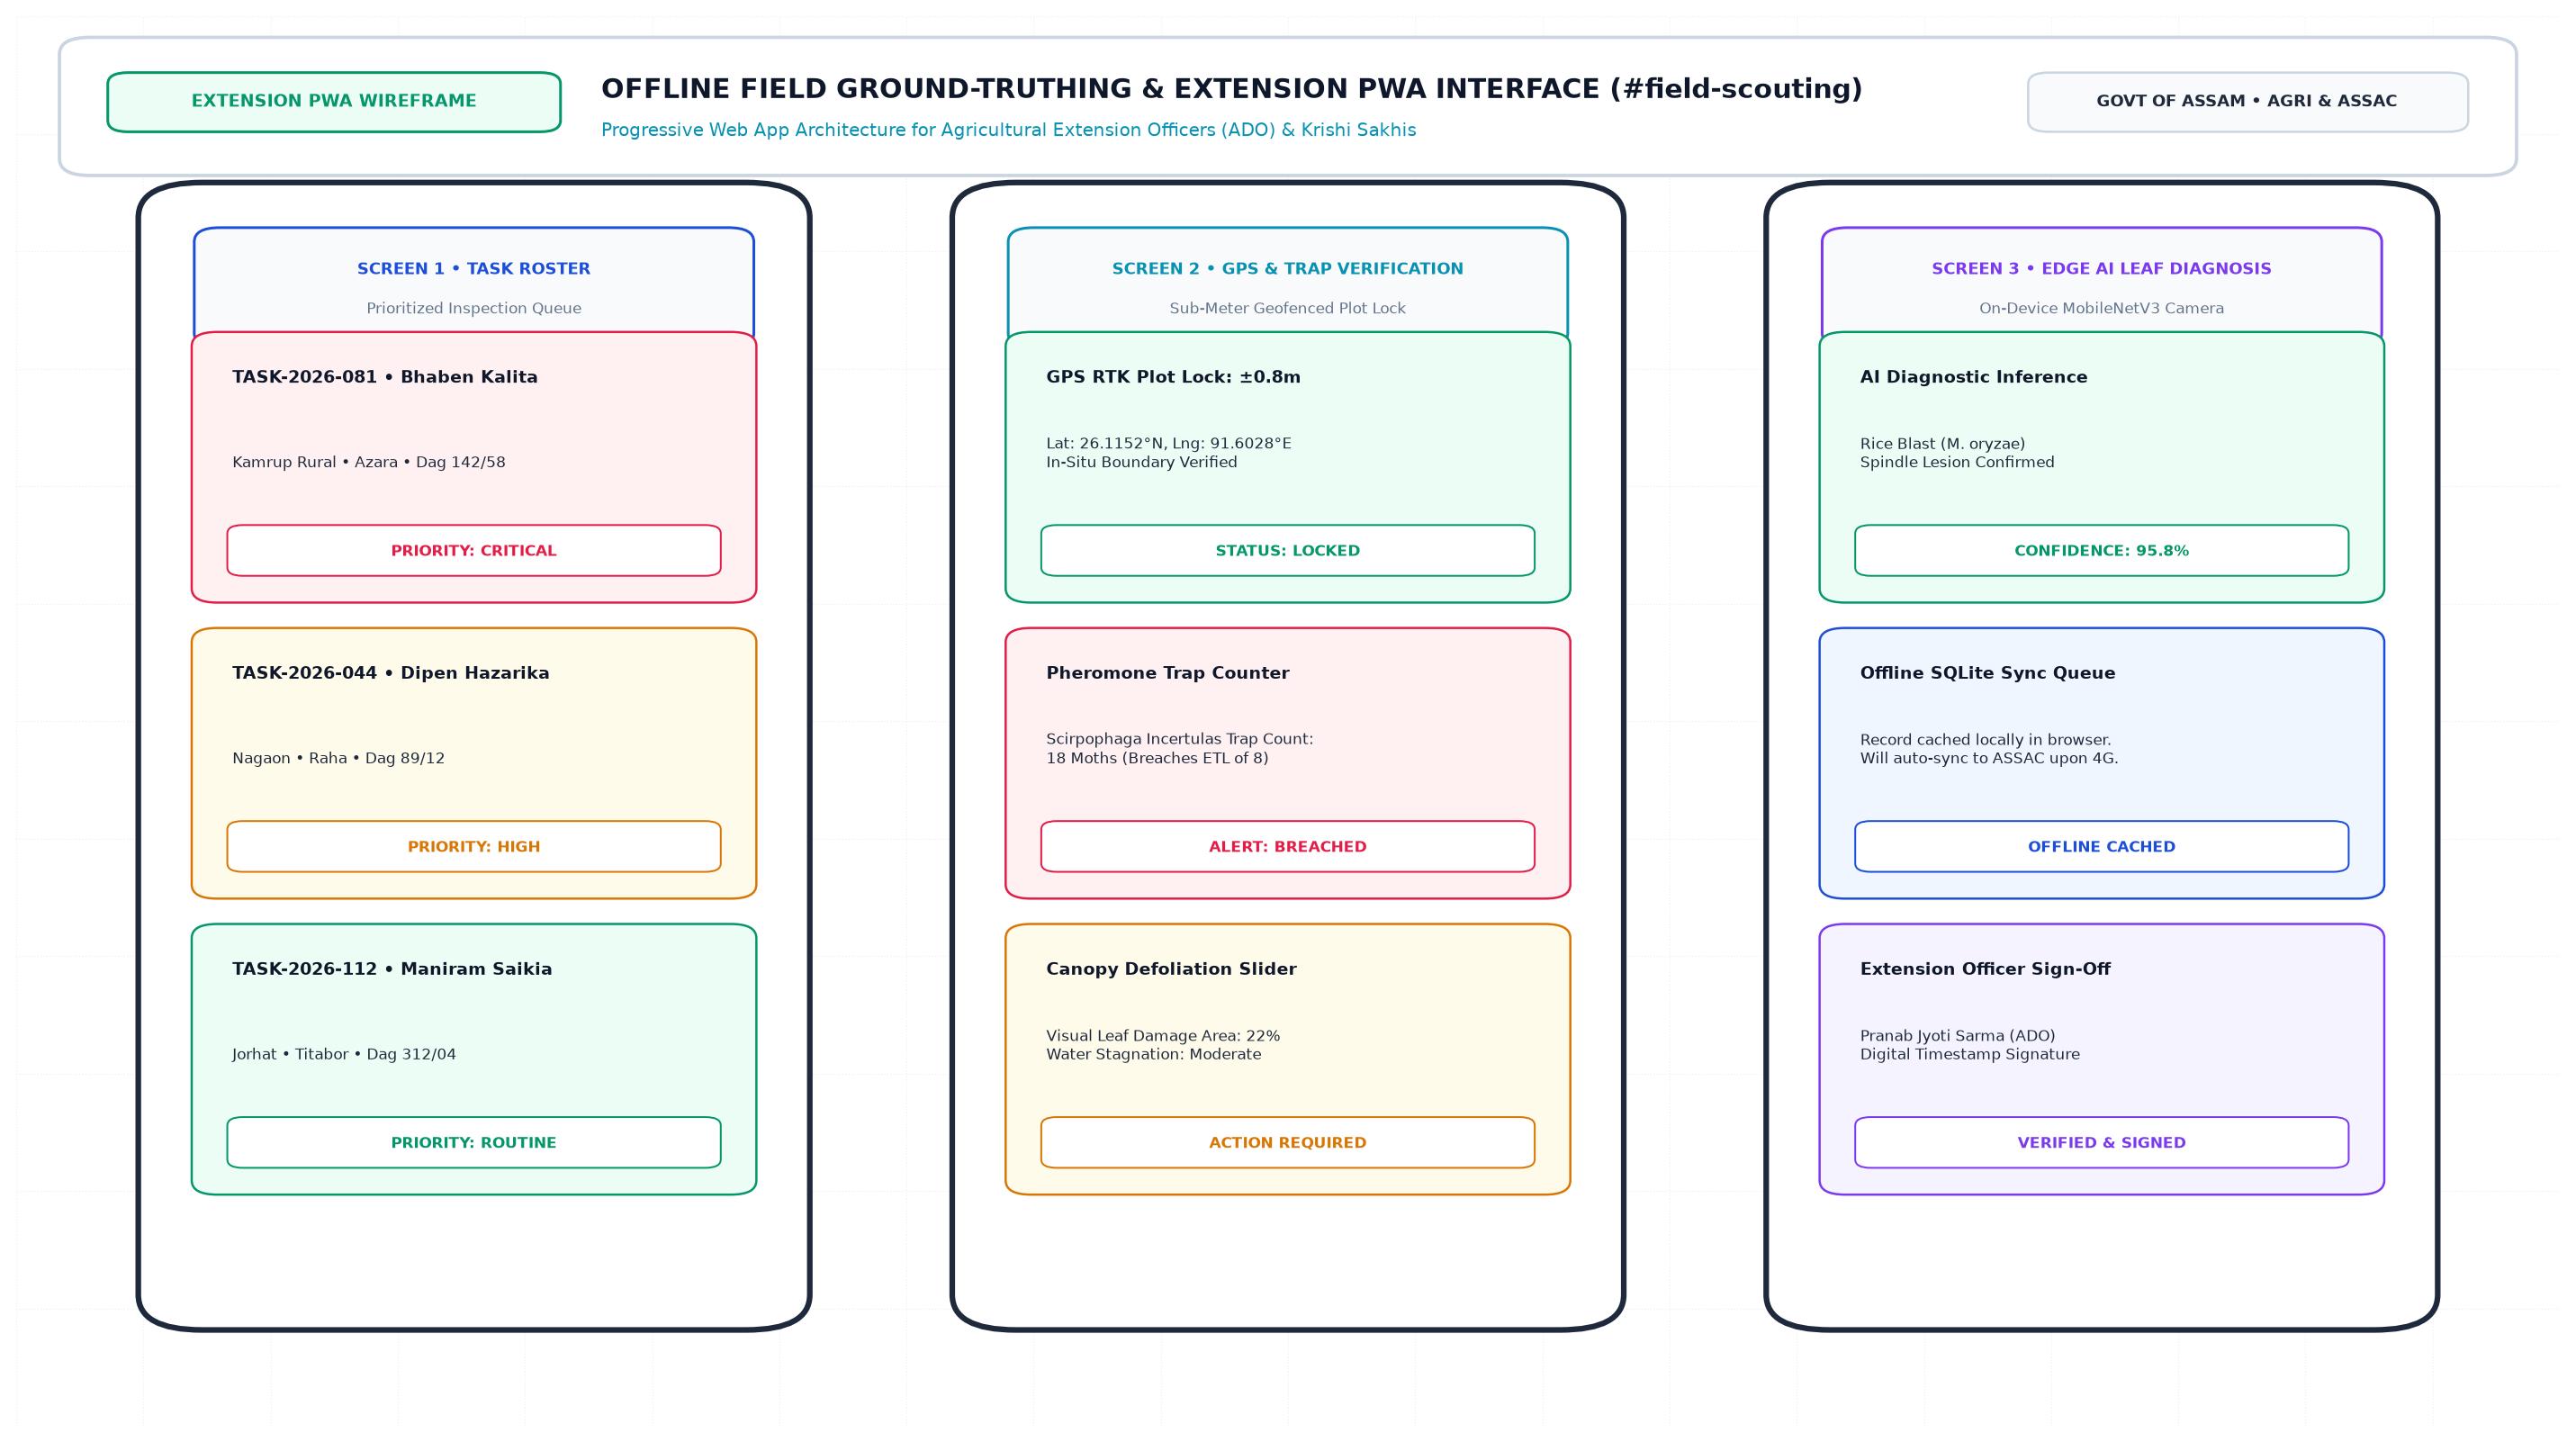 EXTENSION PWA WIREFRAME
OFFLINE FIELD GROUND-TRUTHING & EXTENSION PWA INTERFACE (#field-scouting)
Progressive Web App Architecture for Agricultural Extension Officers (ADO) & Krishi Sakhis
GOVT OF ASSAM • AGRI & ASSAC
SCREEN 1 • TASK ROSTER
Prioritized Inspection Queue
TASK-2026-081 • Bhaben Kalita
Kamrup Rural • Azara • Dag 142/58
PRIORITY: CRITICAL
TASK-2026-044 • Dipen Hazarika
Nagaon • Raha • Dag 89/12
PRIORITY: HIGH
TASK-2026-112 • Maniram Saikia
Jorhat • Titabor • Dag 312/04
PRIORITY: ROUTINE
SCREEN 2 • GPS & TRAP VERIFICATION
Sub-Meter Geofenced Plot Lock
GPS RTK Plot Lock: ±0.8m
Lat: 26.1152°N, Lng: 91.6028°E
In-Situ Boundary Verified
STATUS: LOCKED
Pheromone Trap Counter
Scirpophaga Incertulas Trap Count:
18 Moths (Breaches ETL of 8)
ALERT: BREACHED
Canopy Defoliation Slider
Visual Leaf Damage Area: 22%
Water Stagnation: Moderate
ACTION REQUIRED
SCREEN 3 • EDGE AI LEAF DIAGNOSIS
On-Device MobileNetV3 Camera
AI Diagnostic Inference
Rice Blast (M. oryzae)
Spindle Lesion Confirmed
CONFIDENCE: 95.8%
Offline SQLite Sync Queue
Record cached locally in browser.
Will auto-sync to ASSAC upon 4G.
OFFLINE CACHED
Extension Officer Sign-Off
Pranab Jyoti Sarma (ADO)
Digital Timestamp Signature
VERIFIED & SIGNED